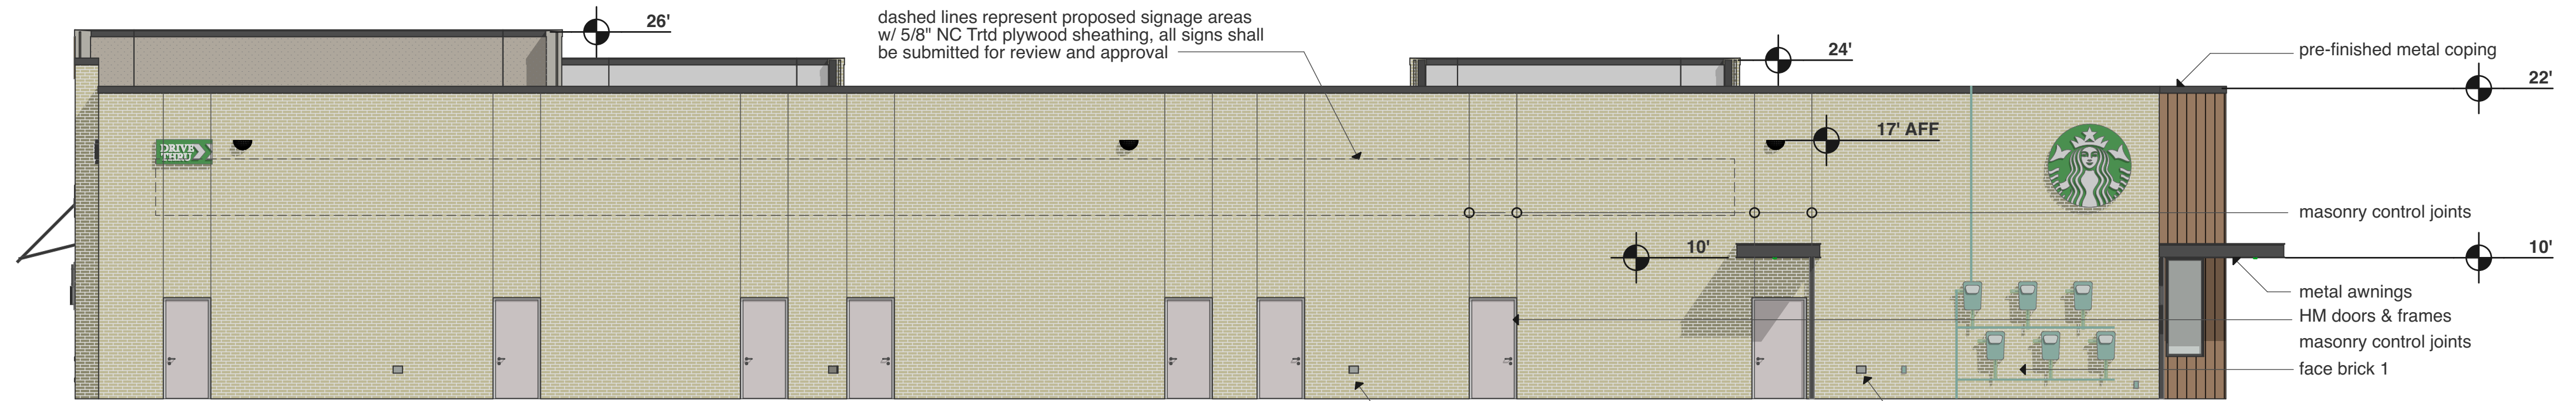 26'
dashed lines represent proposed signage areas
w/ 5/8" NC Trtd plywood sheathing, all signs shall
be submitted for review and approval
24'
pre-finished metal coping
22'
17' AFF
DRIVE
THRU
masonry control joints
10'
10'
metal awnings
HM doors & frames
masonry control joints
face brick 1